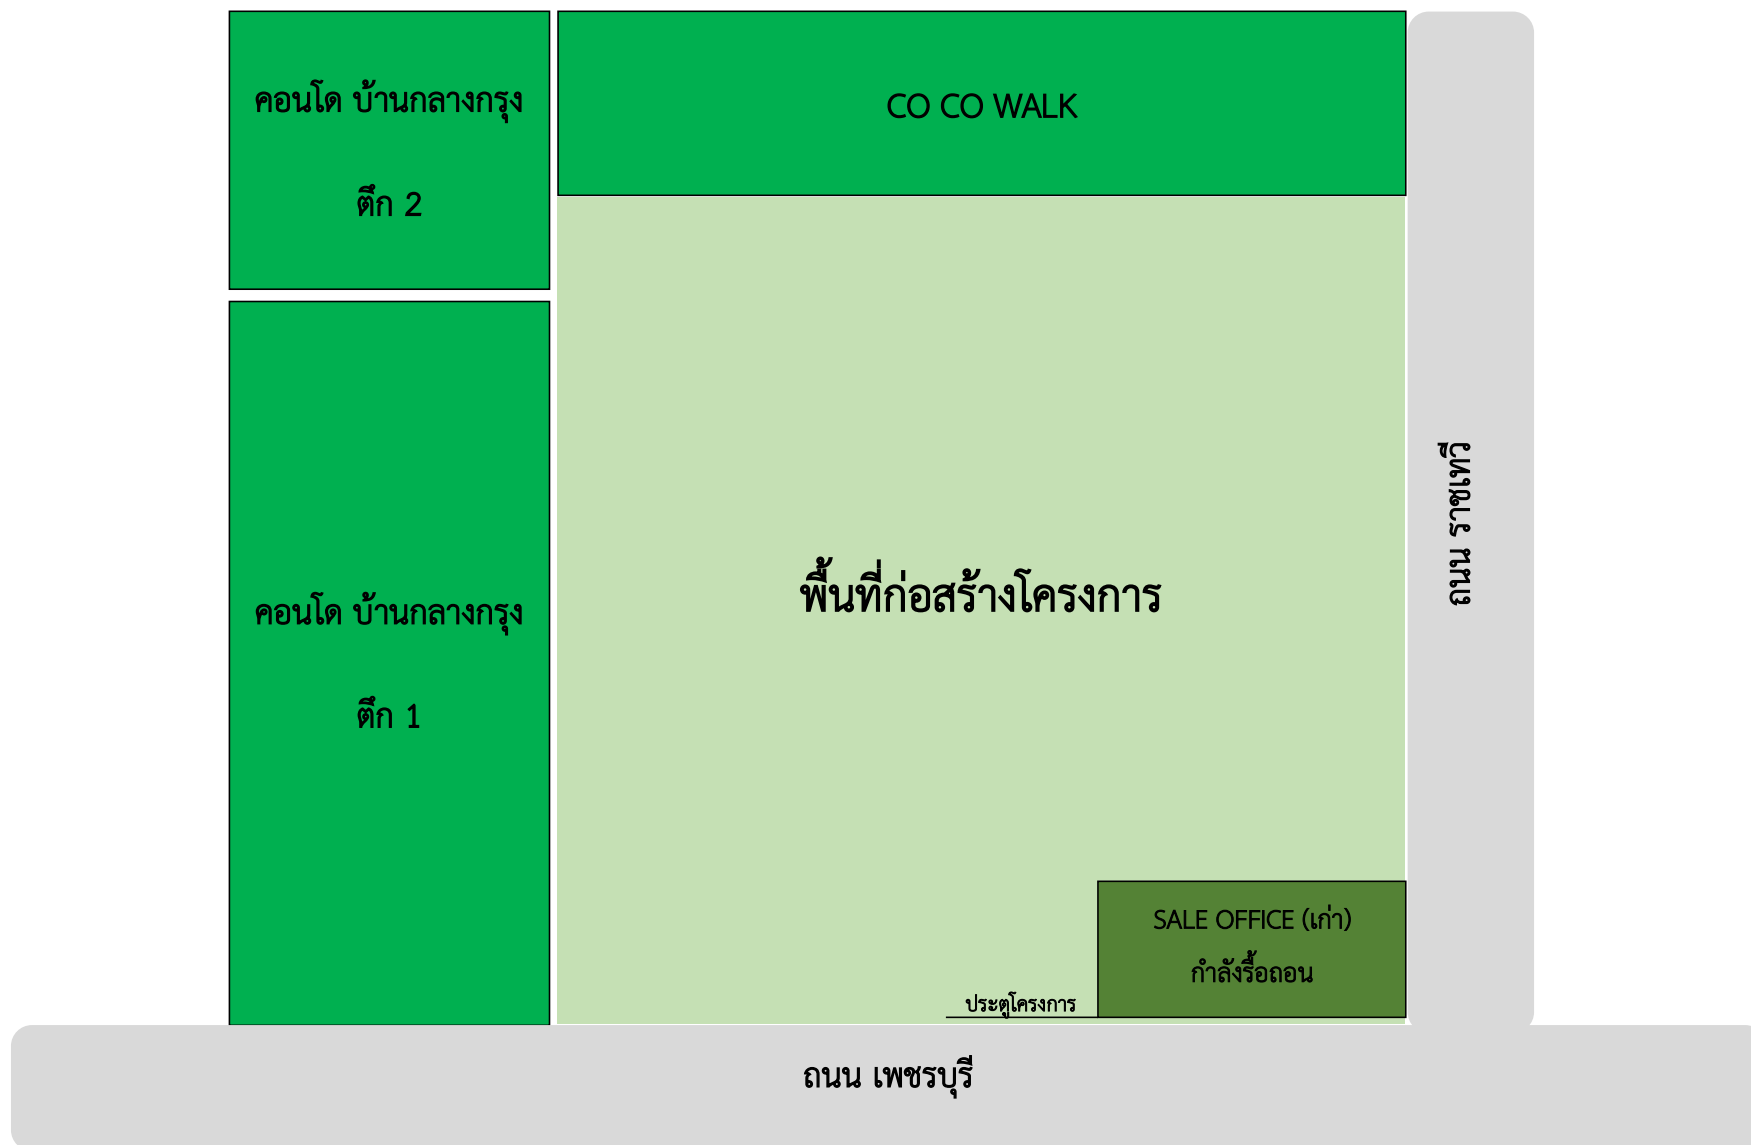 คอนโด บ้านกลางกรุง
ตึก 2
CO CO WALK
พื้นที่ก่อสร้างโครงการ
ถนน ราชเทวี
คอนโด บ้านกลางกรุง
ตึก 1
SALE OFFICE (เก่า)
กำลังรื้อถอน
ประตูโครงการ
ถนน เพชรบุรี